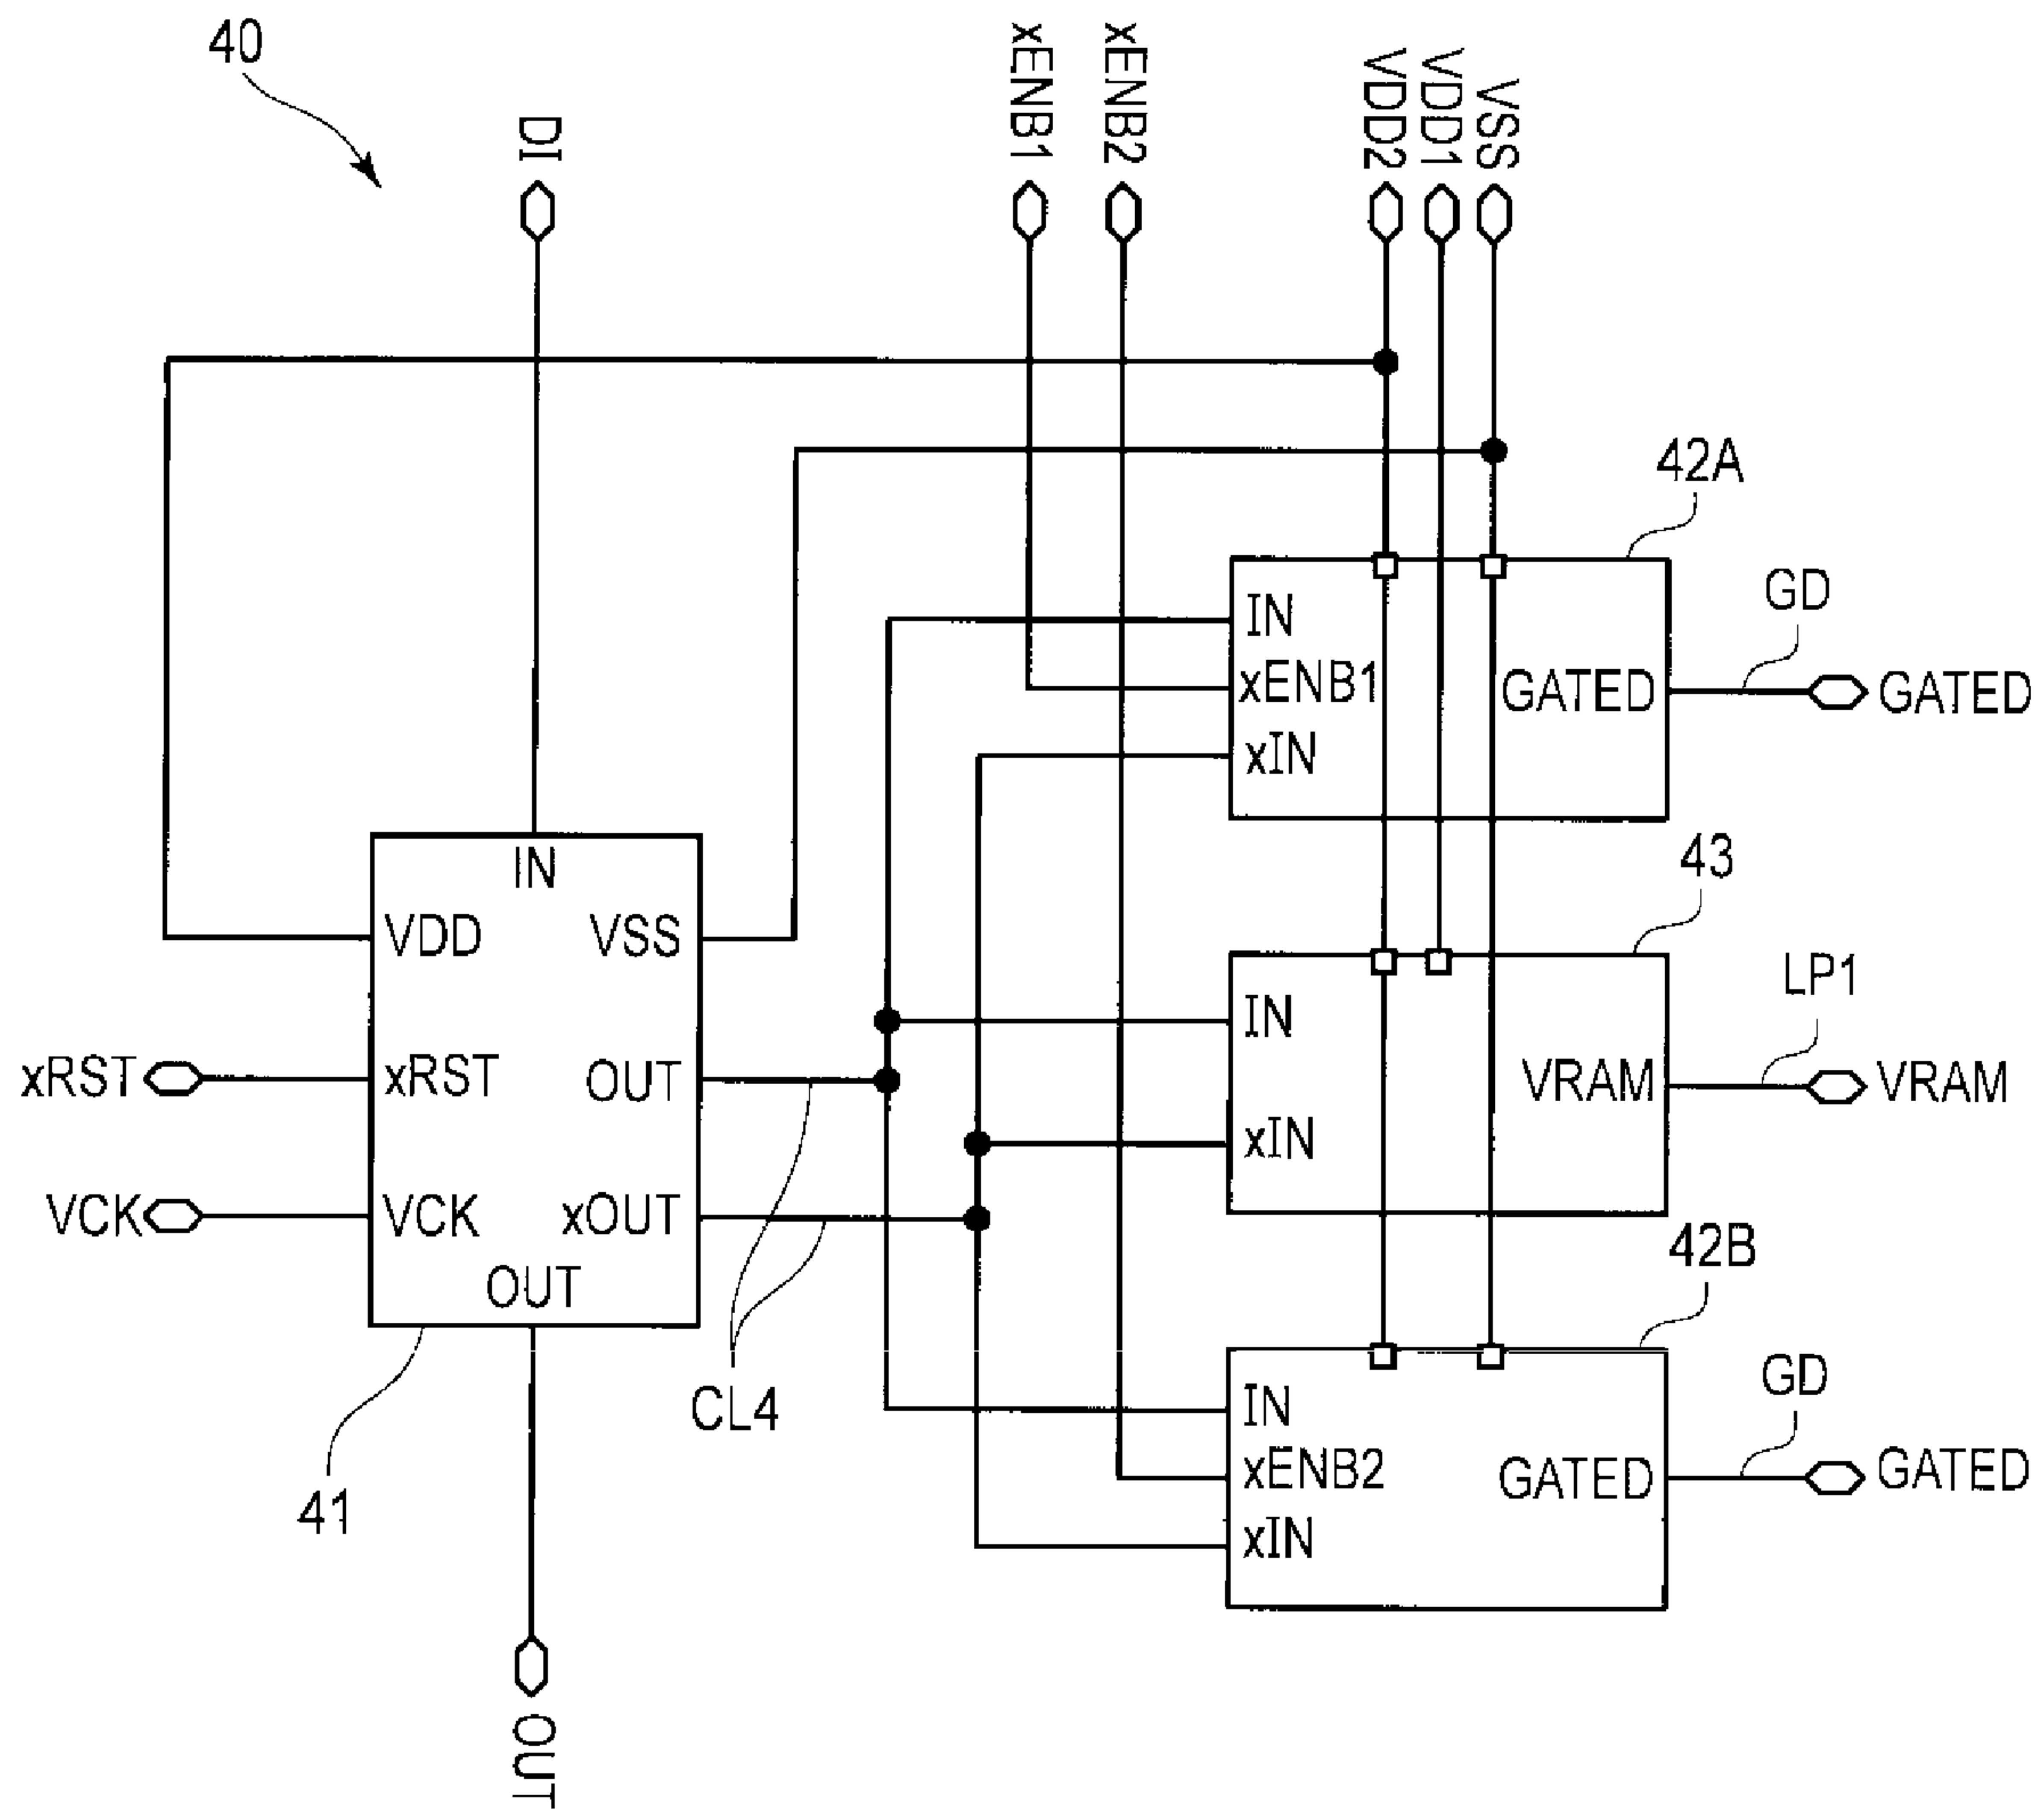 40
DI
xENB1
xENB2
VDD2
VDD1
VSS
42A
IN
xENB1
xIN
GATED
GD
GATED
IN
VDD
VSS
xRST
xRST
OUT
VCK
VCK
xOUT
OUT
43
IN
xIN
VRAM
LP1
VRAM
42B
IN
xENB2
xIN
GATED
GD
GATED
CL4
41
OUT